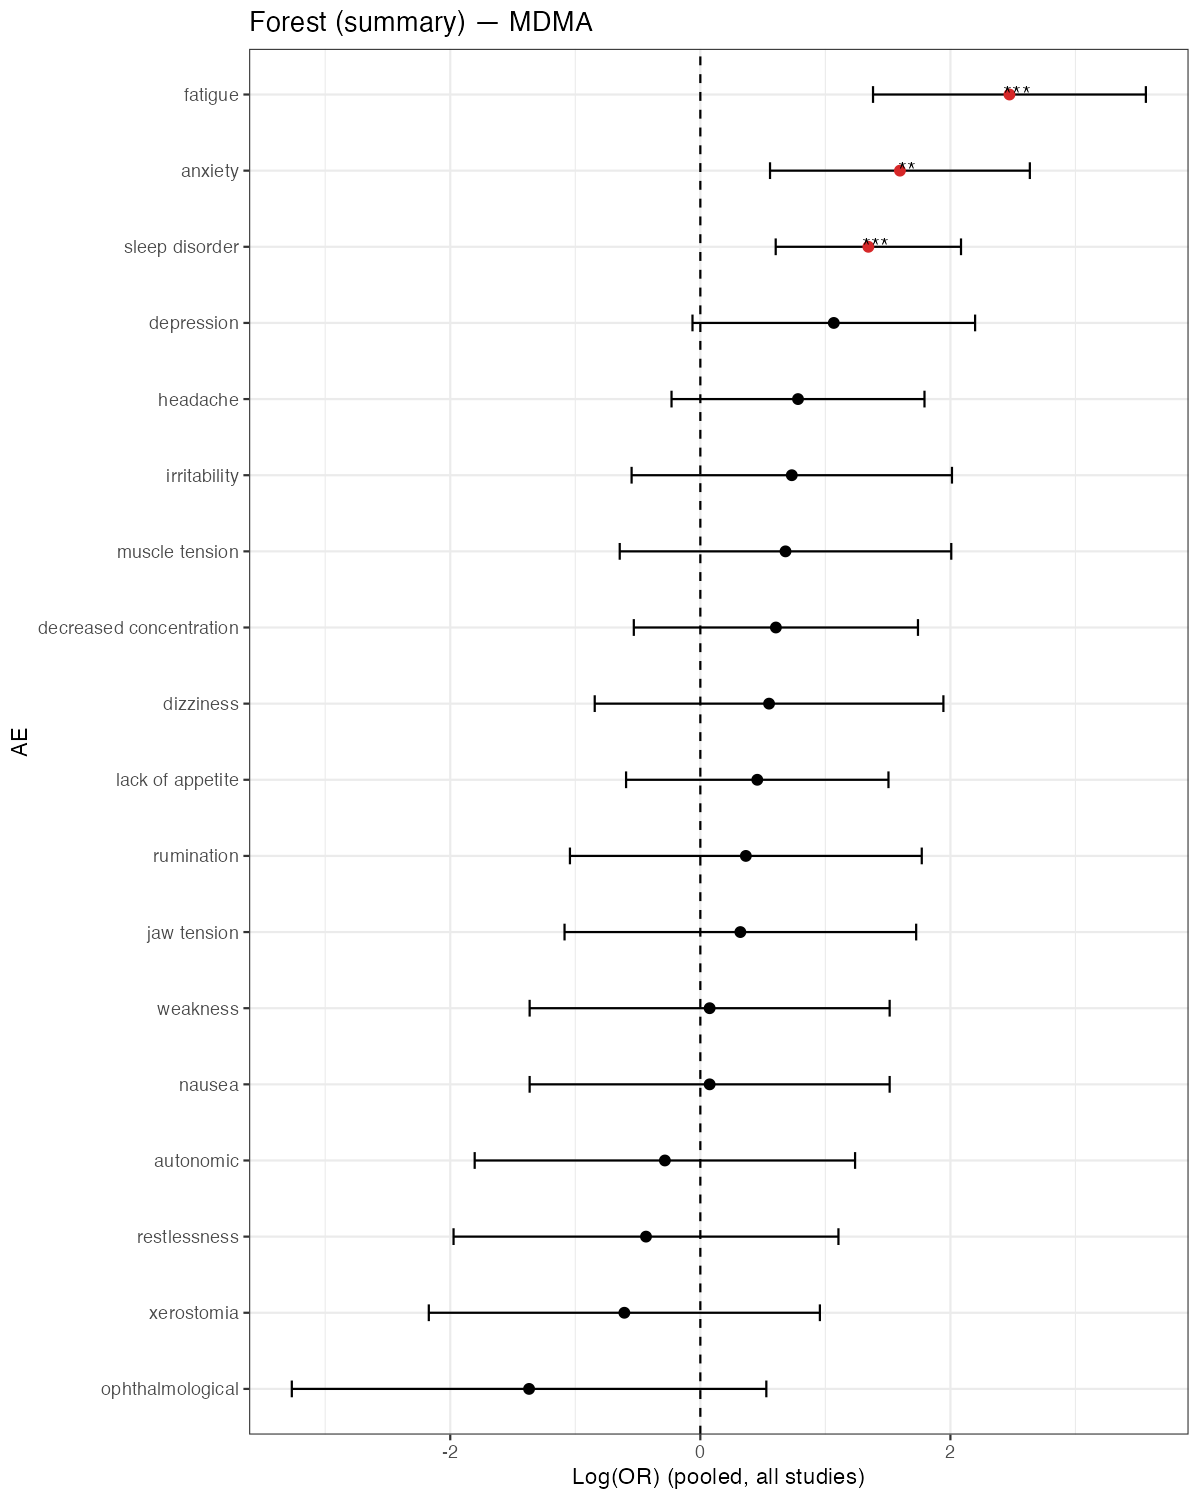 Forest (summary) — MDMA
fatigue
***
anxiety
**
sleep disorder
***
depression
headache
irritability
muscle tension
decreased concentration
dizziness
AE
lack of appetite
rumination
jaw tension
weakness
nausea
autonomic
restlessness
xerostomia
ophthalmological
-2 0 2
Log(OR) (pooled, all studies)